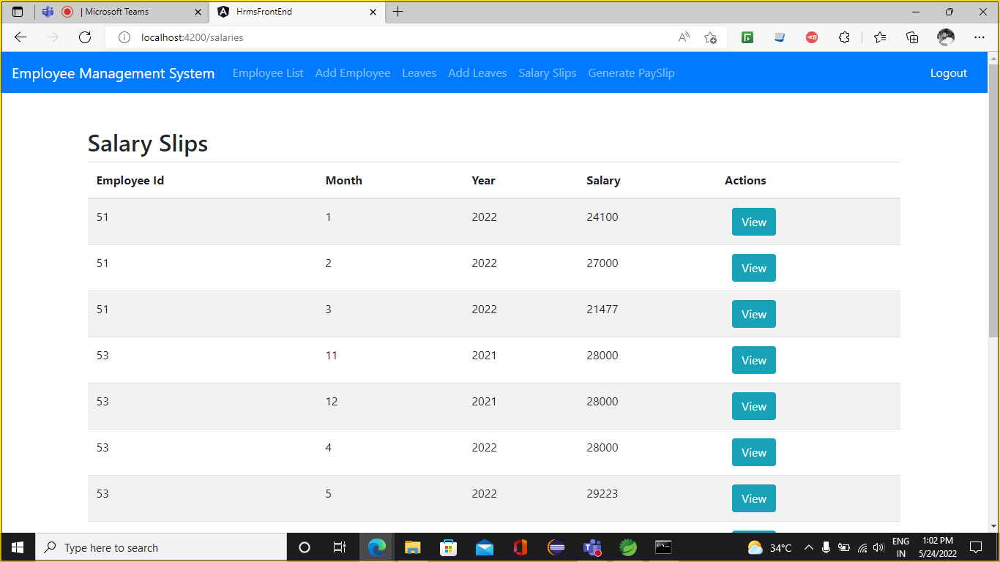 | Microsoft Teams
HrmsFrontEnd
localhost:4200/salaries
Employee Management System Employee List Add Employee Leaves Add Leaves Salary Slips Generate PaySlip Logout
Salary Slips
Employee Id Month Year Salary Actions
51 1 2022 24100 View
51 2 2022 27000 View
51 3 2022 21477 View
53 11 2021 28000 View
53 12 2021 28000 View
53 4 2022 28000 View
53 5 2022 29223 View
Type here to search
34°C
ENG
IN
1:02 PM
5/24/2022